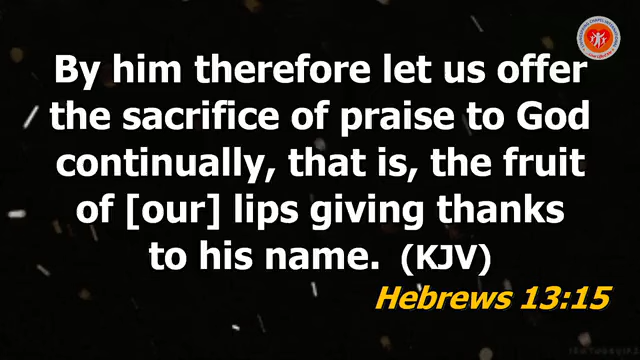 By him therefore let us offer
the sacrifice of praise to God
continually, that is, the fruit
of [our] lips giving thanks
to his name. (KJV)
Hebrews 13:15